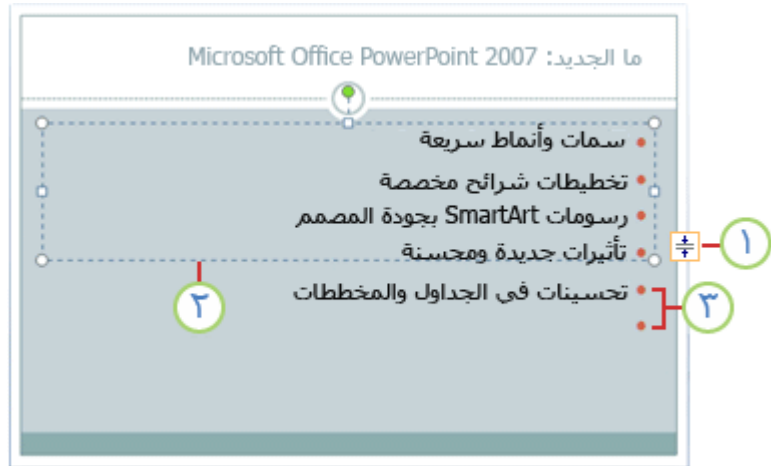 ما الجديد: Microsoft Office PowerPoint 2007
• سمات وأنماط سريعة
• تخطيطات شرائح مخصصة
• رسومات SmartArt بجودة المصمم
• تأثيرات جديدة ومحسنة
١
• تحسينات في الجداول والمخططات
•
٢
٣